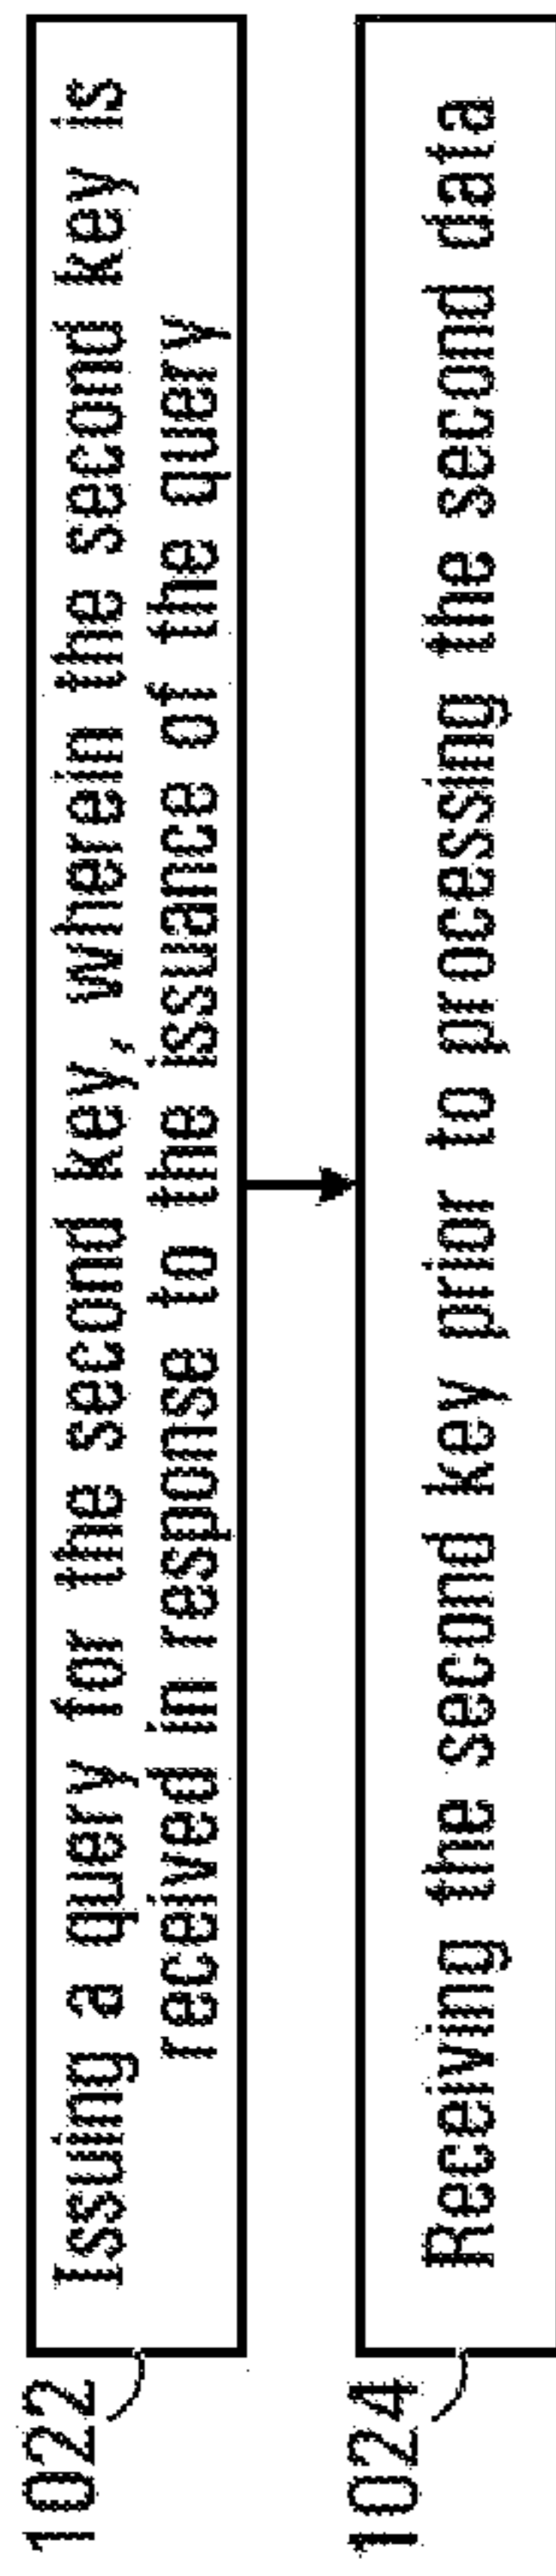 1022
Issuing a query for the second key, wherein the second key is
received in response to the issuance of the query
1024
Receiving the second key prior to processing the second data